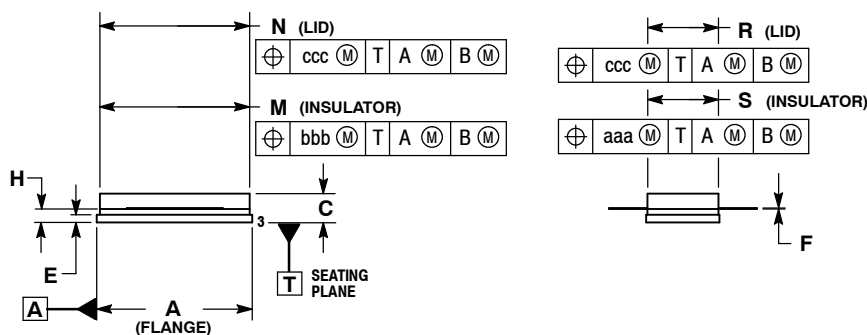 N (LID)
⌖ ccc Ⓜ T A Ⓜ B Ⓜ
M (INSULATOR)
⌖ bbb Ⓜ T A Ⓜ B Ⓜ
R (LID)
⌖ ccc Ⓜ T A Ⓜ B Ⓜ
S (INSULATOR)
⌖ aaa Ⓜ T A Ⓜ B Ⓜ
H
C
3
E
F
T SEATING
PLANE
A
A
(FLANGE)